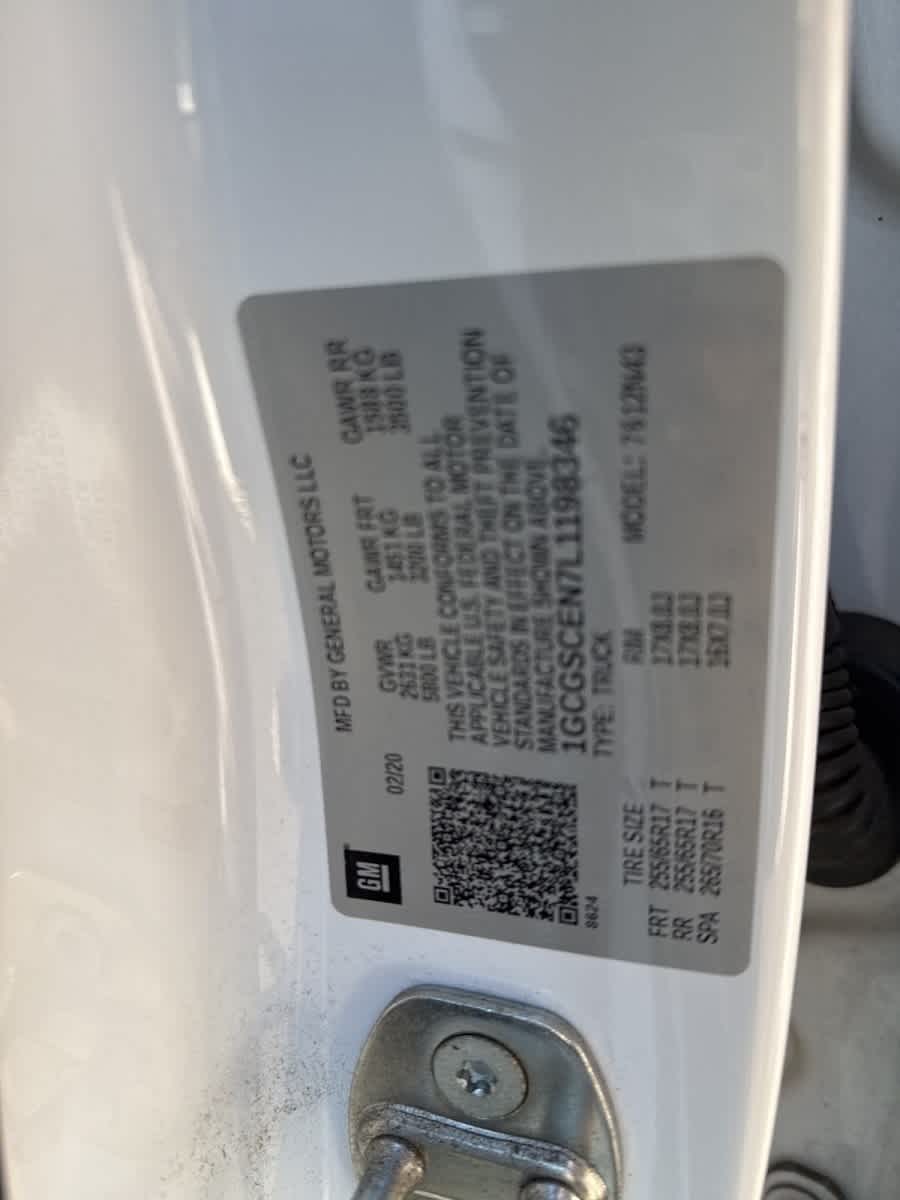 GM
MFD BY GENERAL MOTORS LLC
02/20
GVWR GAWR FRT GAWR RR
2631 KG 1451 KG 1588 KG
5800 LB 3200 LB 3500 LB
THIS VEHICLE CONFORMS TO ALL
APPLICABLE U.S. FEDERAL MOTOR
VEHICLE SAFETY AND THEFT PREVENTION
STANDARDS IN EFFECT ON THE DATE OF
MANUFACTURE SHOWN ABOVE.
1GCGSCEN7L1198346
8624
TYPE: TRUCK
TIRE SIZE RIM MODEL: 7612N43
FRT 255/65R17 T 17X8.0J
RR 255/65R17 T 17X8.0J
SPA 265/70R16 T 16X7.0J